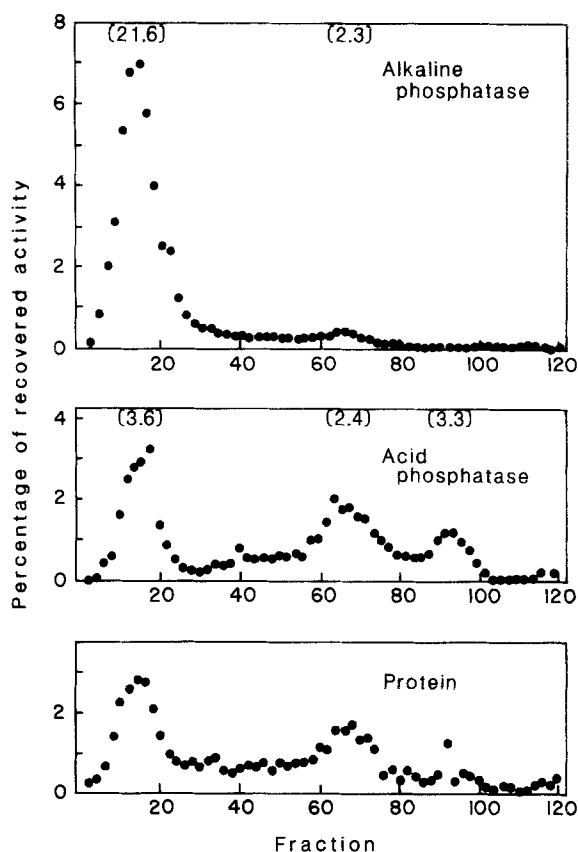 Percentage of recovered activity
8
6
4
2
0
(21.6) (2.3)
Alkaline
phosphatase
20 40 60 80 100 120
4
2
0
(3.6) (2.4) (3.3)
Acid
phosphatase
20 40 60 80 100 120
2
0
Protein
20 40 60 80 100 120
Fraction